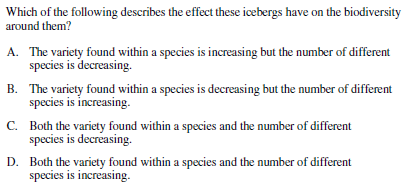 Which of the following describes the effect these icebergs have on the biodiversity
around them?
A. The variety found within a species is increasing but the number of different
species is decreasing.
B. The variety found within a species is decreasing but the number of different
species is increasing.
C. Both the variety found within a species and the number of different
species is decreasing.
D. Both the variety found within a species and the number of different
species is increasing.